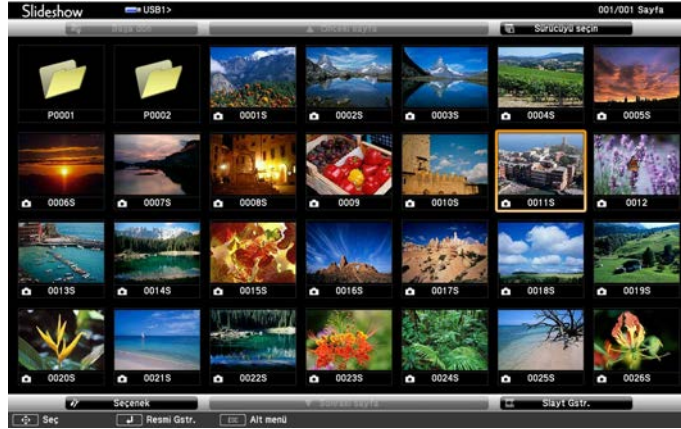 Slideshow USB1> 001/001 Sayfa
Başa dön Önceki sayfa Sürücüyü seçin
P0001 P0002 0001S 0002S 0003S 0004S 0005S
0006S 0007S 0008S 0009 0010S 0011S 0012
0013S 0014S 0015S 0016S 0017S 0018S 0019S
0020S 0021S 0022S 0023S 0024S 0025S 0026S
Seçenek Sonraki sayfa Slayt Gstr.
Seç Resmi Gstr. ESC Alt menü